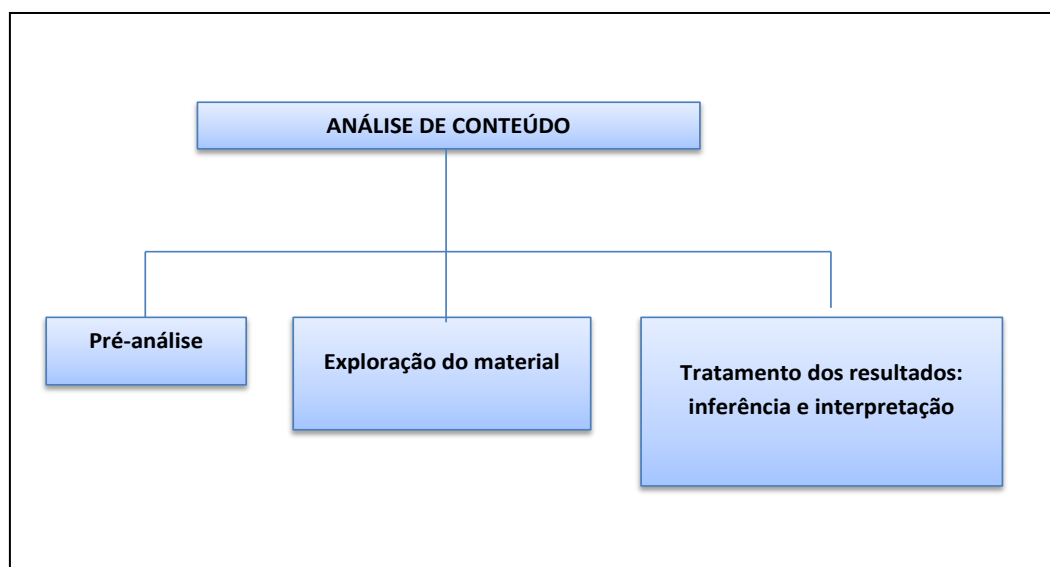 ANÁLISE DE CONTEÚDO
Pré-análise
Exploração do material
Tratamento dos resultados:
inferência e interpretação